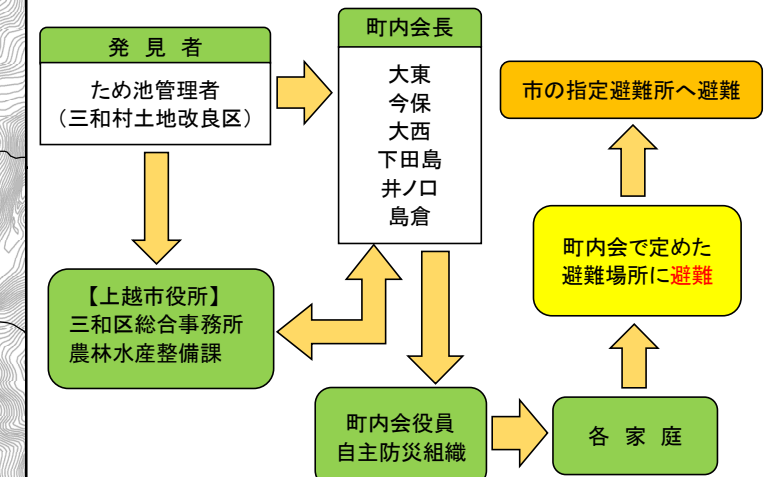 発 見 者
ため池管理者
（三和村土地改良区）
町内会長
大東
今保
大西
下田島
井ノ口
島倉
市の指定避難所へ避難
町内会で定めた
避難場所に避難
【上越市役所】
三和区総合事務所
農林水産整備課
町内会役員
自主防災組織
各 家 庭